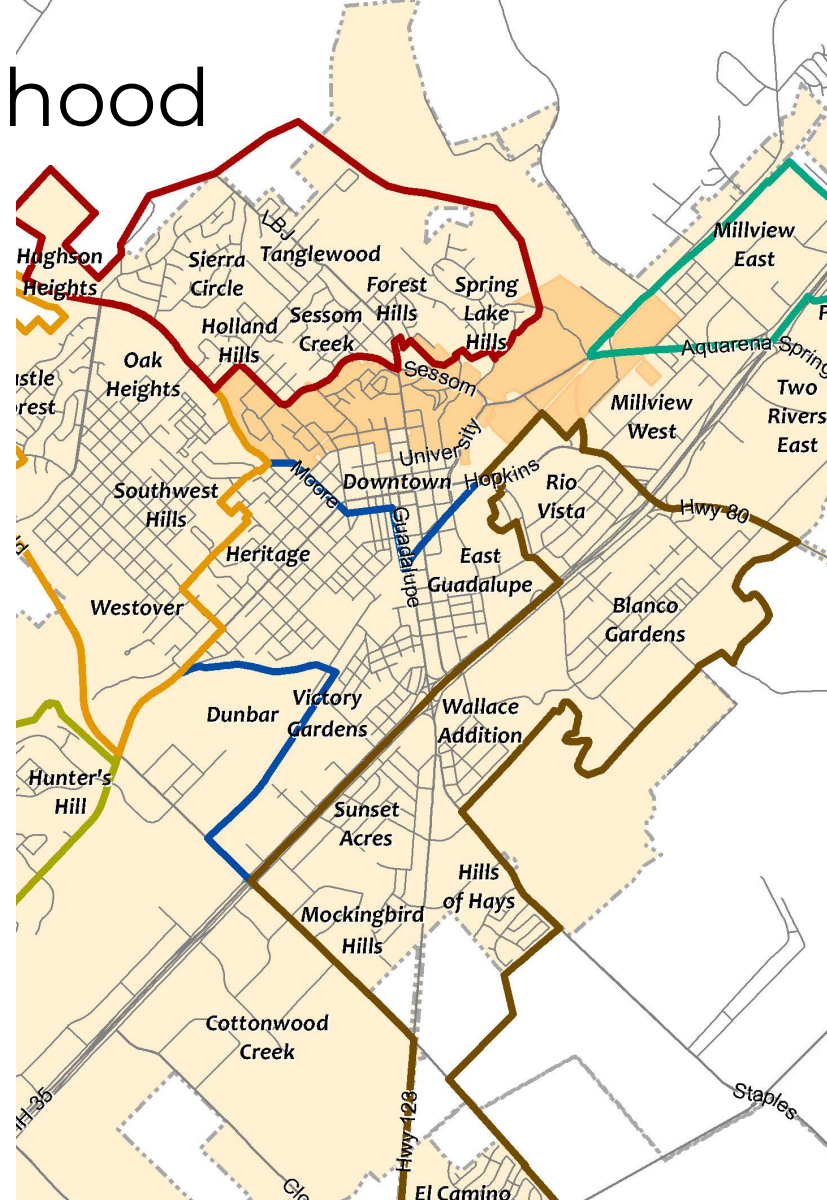 hood
LBJ
Hughson
Heights
Sierra
Circle
Tanglewood
Millview
East
Forest
Hills
Spring
Lake
Hills
Sessom
Creek
Holland
Hills
Oak
Heights
Aquarena Spring
Sessom
astle
rest
Millview
West
Two
Rivers
East
University
Moore
Downtown
Hopkins
Rio
Vista
Southwest
Hills
Hwy 80
Guadalupe
Heritage
East
Guadalupe
Westover
Blanco
Gardens
Dunbar
Victory
Gardens
Wallace
Addition
Hunter's
Hill
Sunset
Acres
Hills
of Hays
Mockingbird
Hills
Cottonwood
Creek
IH-35
Hwy 123
Staples
Clo
El Camino